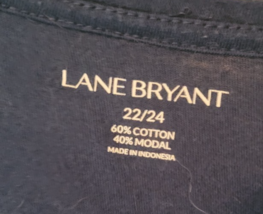 LANE BRYANT
22/24
60% COTTON
40% MODAL
MADE IN INDONESIA